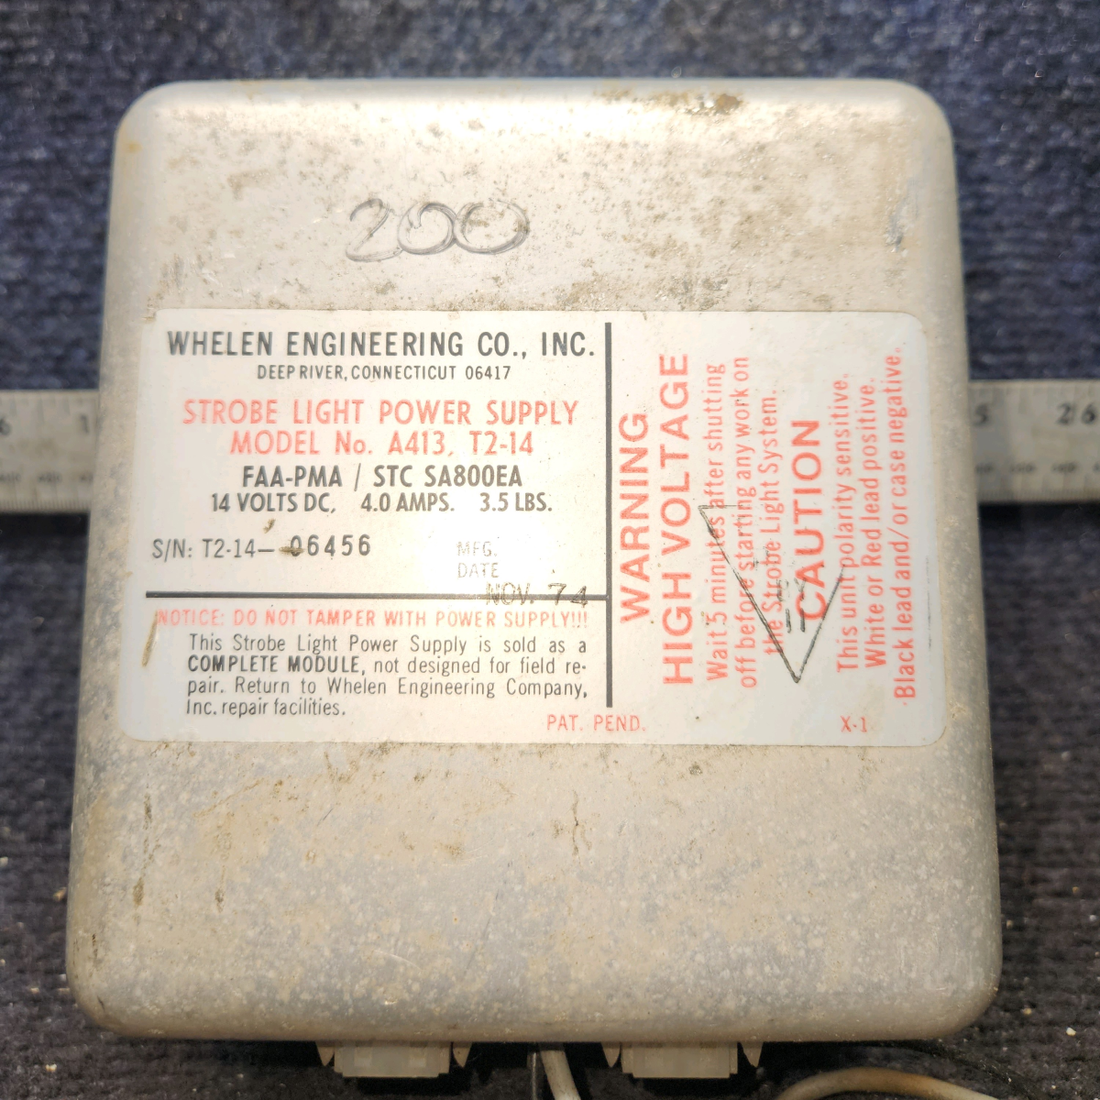 200
WHELEN ENGINEERING CO., INC.
DEEP RIVER, CONNECTICUT 06417
STROBE LIGHT POWER SUPPLY
MODEL No. A413, T2-14
FAA-PMA / STC SA800EA
14 VOLTS DC, 4.0 AMPS. 3.5 LBS.
S/N: T2-14- 06456
MFG.
DATE
NOV. 74
NOTICE: DO NOT TAMPER WITH POWER SUPPLY!!!
This Strobe Light Power Supply is sold as a
COMPLETE MODULE, not designed for field re-
pair. Return to Whelen Engineering Company,
Inc. repair facilities.
PAT. PEND.
WARNING
HIGH VOLTAGE
Wait 5 minutes after shutting
off before starting any work on
the Strobe Light System.
CAUTION
This unit polarity sensitive.
White or Red lead positive.
Black lead and/or case negative.
X-1
6
1
5
26